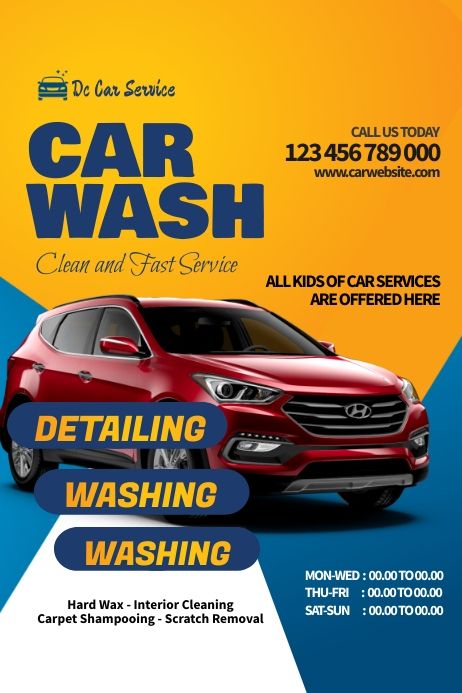 Dc Car Service
CAR
WASH
Clean and Fast Service
CALL US TODAY
123 456 789 000
www.carwebsite.com
ALL KIDS OF CAR SERVICES
ARE OFFERED HERE
DETAILING
WASHING
WASHING
Hard Wax - Interior Cleaning
Carpet Shampooing - Scratch Removal
MON-WED : 00.00 TO 00.00
THU-FRI : 00.00 TO 00.00
SAT-SUN : 00.00 TO 00.00